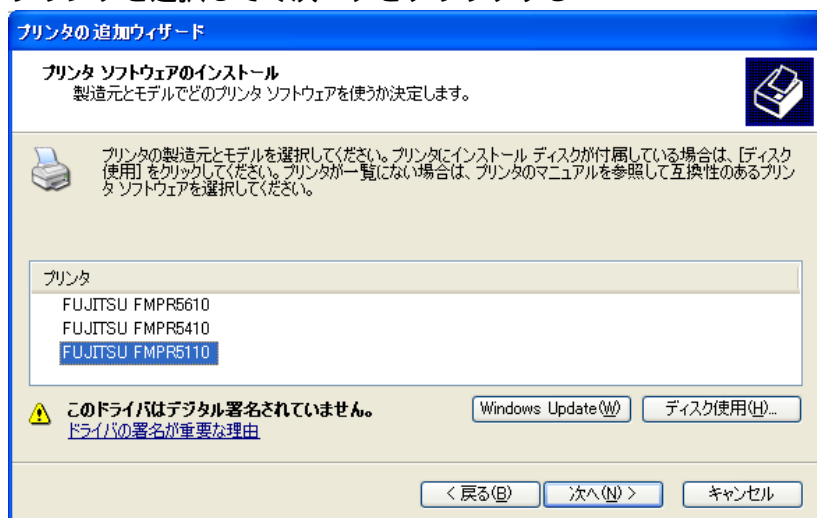 プリンタの追加ウィザード
プリンタ ソフトウェアのインストール
製造元とモデルでどのプリンタ ソフトウェアを使うか決定します。
プリンタの製造元とモデルを選択してください。プリンタにインストール ディスクが付属している場合は、[ディスク
使用] をクリックしてください。プリンタが一覧にない場合は、プリンタのマニュアルを参照して互換性のあるプリン
タ ソフトウェアを選択してください。
プリンタ
FUJITSU FMPR5610
FUJITSU FMPR5410
FUJITSU FMPR5110
このドライバはデジタル署名されていません。
ドライバの署名が重要な理由
Windows Update(W)
ディスク使用(H)...
< 戻る(B)
次へ(N) >
キャンセル